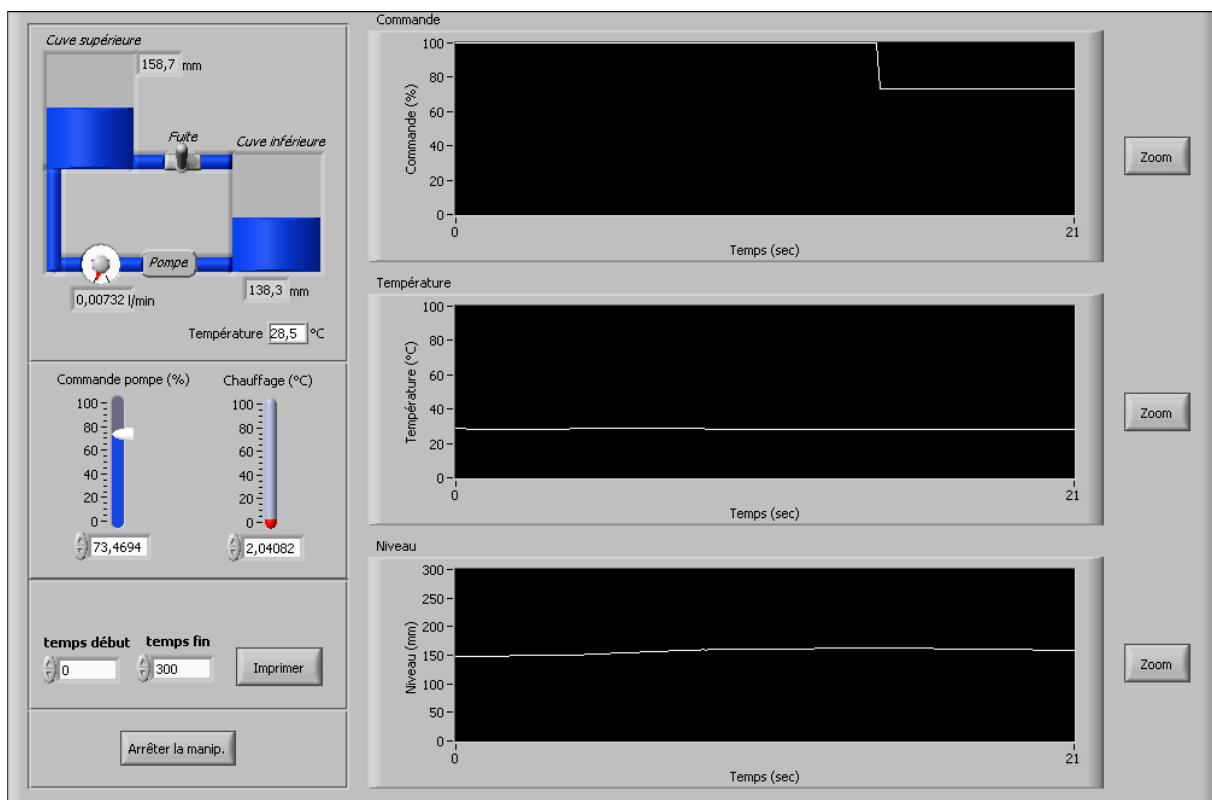 Cuve supérieure
158,7 mm
Fuite
Cuve inférieure
Pompe
0,00732 l/min
138,3 mm
Température 28,5 °C
Commande pompe (%)
100
80
60
40
20
0
73,4694
Chauffage (°C)
100
80
60
40
20
0
2,04082
temps début
0
temps fin
300
Imprimer
Arrêter la manip.
Commande
Commande (%)
100
80
60
40
20
0
0
21
Temps (sec)
Zoom
Température
Température (°C)
100
80
60
40
20
0
0
21
Temps (sec)
Zoom
Niveau
Niveau (mm)
300
250
200
150
100
50
0
0
21
Temps (sec)
Zoom